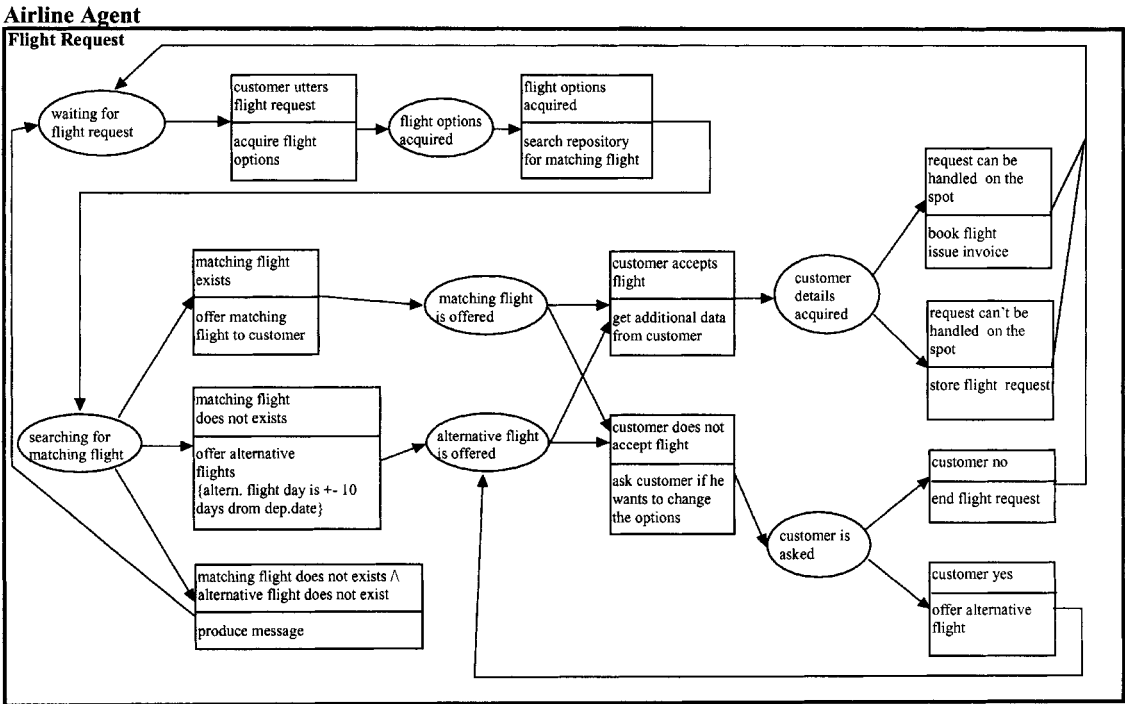 Airline Agent
Flight Request
waiting for
flight request
customer utters
flight request
acquire flight
options
flight options
acquired
flight options
acquired
search repository
for matching flight
request can be
handled on the
spot
book flight
issue invoice
matching flight
exists
offer matching
flight to customer
matching flight
is offered
customer accepts
flight
get additional data
from customer
customer
details
acquired
request can't be
handled on the
spot
store flight request
searching for
matching flight
matching flight
does not exists
offer alternative
flights
{altern. flight day is +- 10
days drom dep.date}
alternative flight
is offered
customer does not
accept flight
ask customer if he
wants to change
the options
customer is
asked
customer no
end flight request
customer yes
offer alternative
flight
matching flight does not exists /\
alternative flight does not exist
produce message